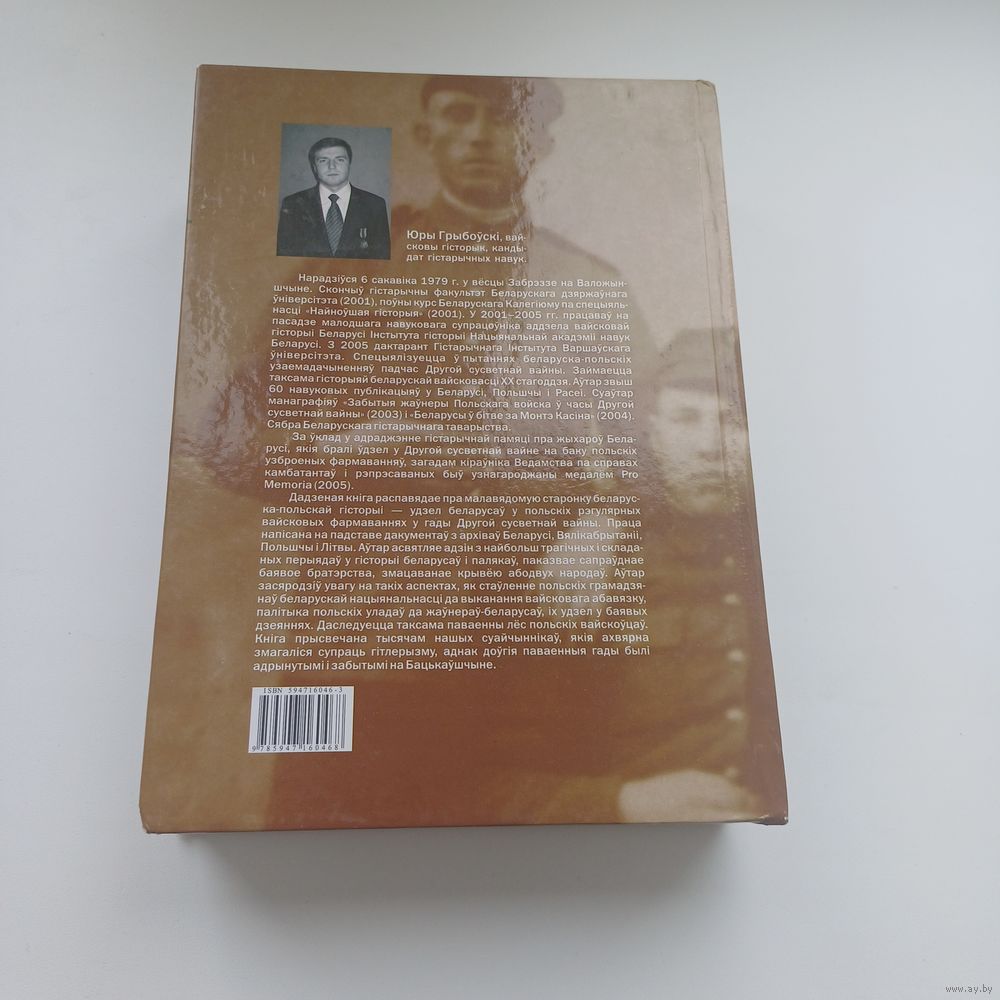 Юры Грыбоўскі, вай-
сковы гісторык, канды-
дат гістарычных навук.
Нарадзіўся 6 сакавіка 1979 г. у вёсцы Забрэззе на Валожын-
шчыне. Скончыў гістарычны факультэт Беларускага дзяржаўнага
ўніверсітэта (2001), поўны курс Беларускага Калегіюму па спецыяль-
насці «Найноўшая гісторыя» (2001). У 2001–2005 гг. працаваў на
пасадзе малодшага навуковага супрацоўніка аддзела вайсковай
гісторыі Беларусі Інстытута гісторыі Нацыянальнай акадэміі навук
Беларусі. З 2005 дактарант Гістарычнага Інстытута Варшаўскага
ўніверсітэта. Спецыялізуецца ў пытаннях беларуска-польскіх
узаемадачыненняў падчас Другой сусветнай вайны. Займаецца
таксама гісторыяй беларускай вайсковасці ХХ стагоддзя. Аўтар звыш
60 навуковых публікацыяў у Беларусі, Польшчы і Расеі. Суаўтар
манаграфіяў «Забытыя жаўнеры Польскага войска ў часы Другой
сусветнай вайны» (2003) і «Беларусы ў бітве за Монтэ Касіна» (2004).
Сябра Беларускага гістарычнага таварыства.
За ўклад у адраджэнне гістарычнай памяці пра жыхароў Бела-
русі, якія бралі ўдзел у Другой сусветнай вайне на баку польскіх
узброеных фармаванняў, загадам кіраўніка Ведамства па справах
камбатантаў і рэпрэсаваных быў узнагароджаны медалём Pro
Memoria (2005).
Дадзеная кніга распавядае пра малавядомую старонку беларус-
ка-польскай гісторыі — удзел беларусаў у польскіх рэгулярных
вайсковых фармаваннях у гады Другой сусветнай вайны. Праца
напісана на падставе дакументаў з архіваў Беларусі, Вялікабрытаніі,
Польшчы і Літвы. Аўтар асвятляе адзін з найбольш трагічных і склада-
ных перыядаў у гісторыі беларусаў і палякаў, паказвае сапраўднае
баявое братэрства, змацаванае крывёю абодвух народаў. Аўтар
засяродзіў увагу на такіх аспектах, як стаўленне польскіх грамадзя-
наў беларускай нацыянальнасці да выканання вайсковага абавязку,
палітыка польскіх уладаў да жаўнераў-беларусаў, іх удзел у баявых
дзеяннях. Даследуецца таксама паваенны лёс польскіх вайскоўцаў.
Кніга прысвечана тысячам нашых суайчыннікаў, якія ахвярна
змагаліся супраць гітлерызму, аднак доўгія паваенныя гады былі
адрынутымі і забытымі на Бацькаўшчыне.
ISBN 594716046-3
9 785947 160468
www.ay.by